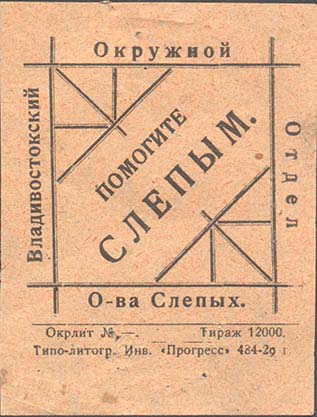 Владивостокский
Окружной
Отдел
О-ва Слепых.
ПОМОГИТЕ
СЛЕПЫМ.
Окрлит №, —. Тираж 12000.
Типо-литогр. Инв. «Прогресс» 484-29 г